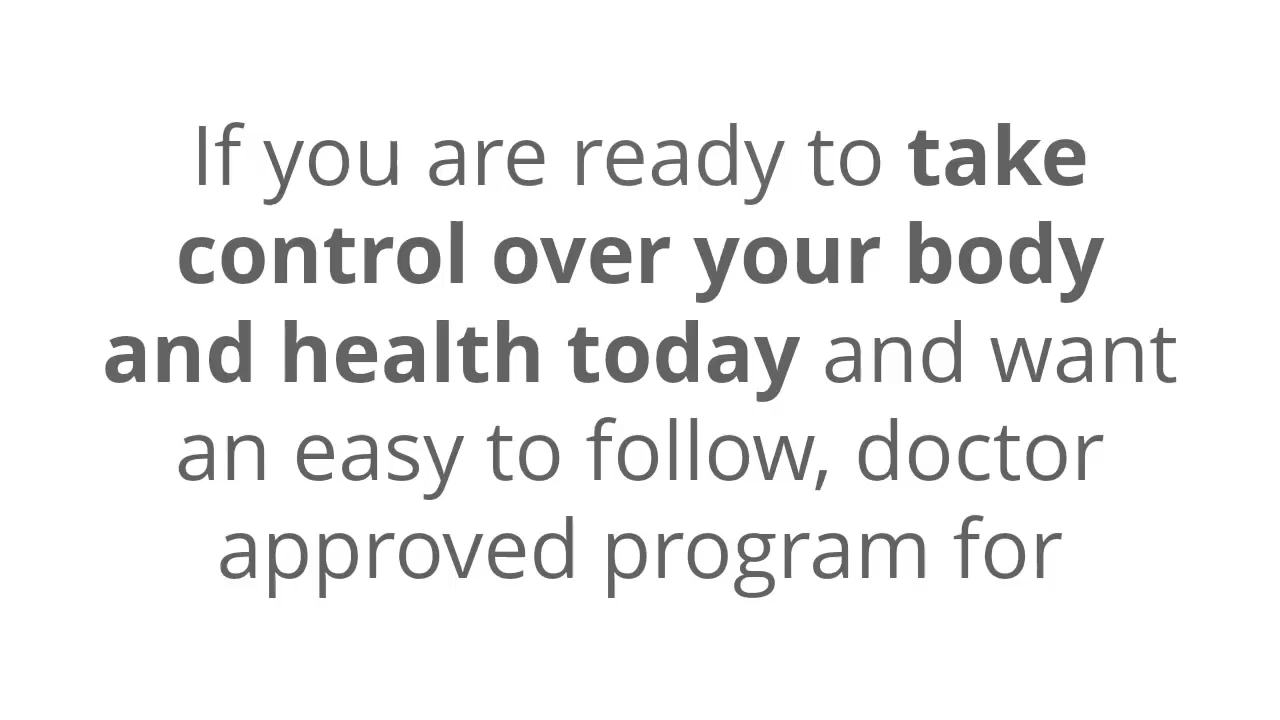 If you are ready to take
control over your body
and health today and want
an easy to follow, doctor
approved program for